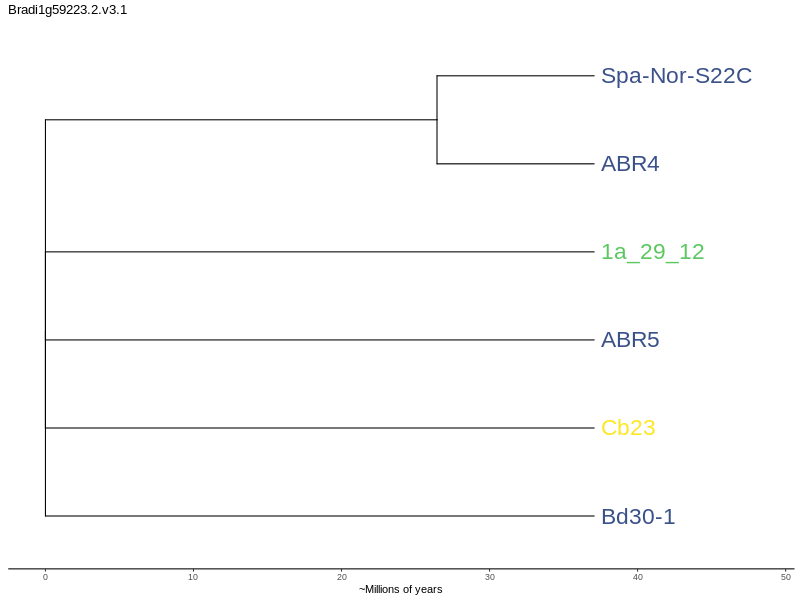 Bradi1g59223.2.v3.1
Spa-Nor-S22C
ABR4
1a_29_12
ABR5
Cb23
Bd30-1
0 10 20 30 40 50
~Millions of years